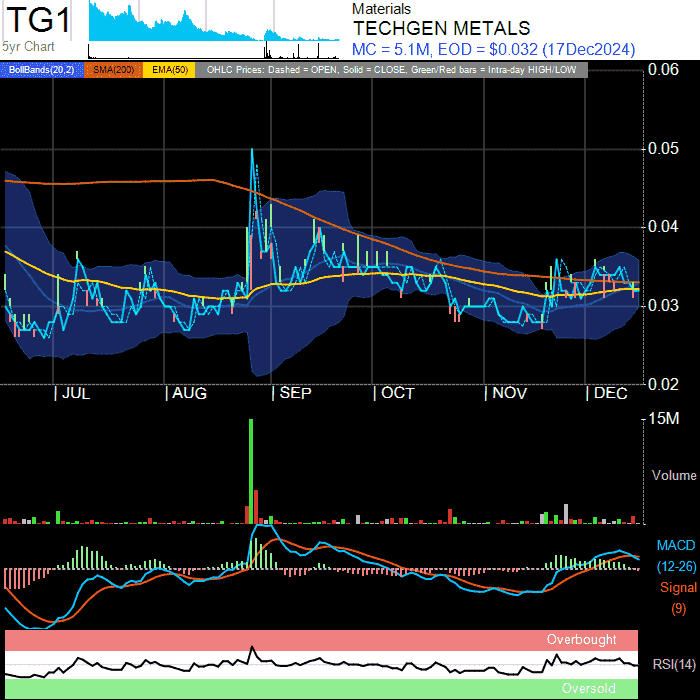 TG1
5yr Chart
Materials
TECHGEN METALS
MC = 5.1M, EOD = $0.032 (17Dec2024)
BollBands(20,2) SMA(200) EMA(50) OHLC Prices: Dashed = OPEN, Solid = CLOSE, Green/Red bars = Intra-day HIGH/LOW
0.06
0.05
0.04
0.03
0.02
JUL AUG SEP OCT NOV DEC
15M
Volume
MACD
(12-26)
Signal
(9)
Overbought
RSI(14)
Oversold